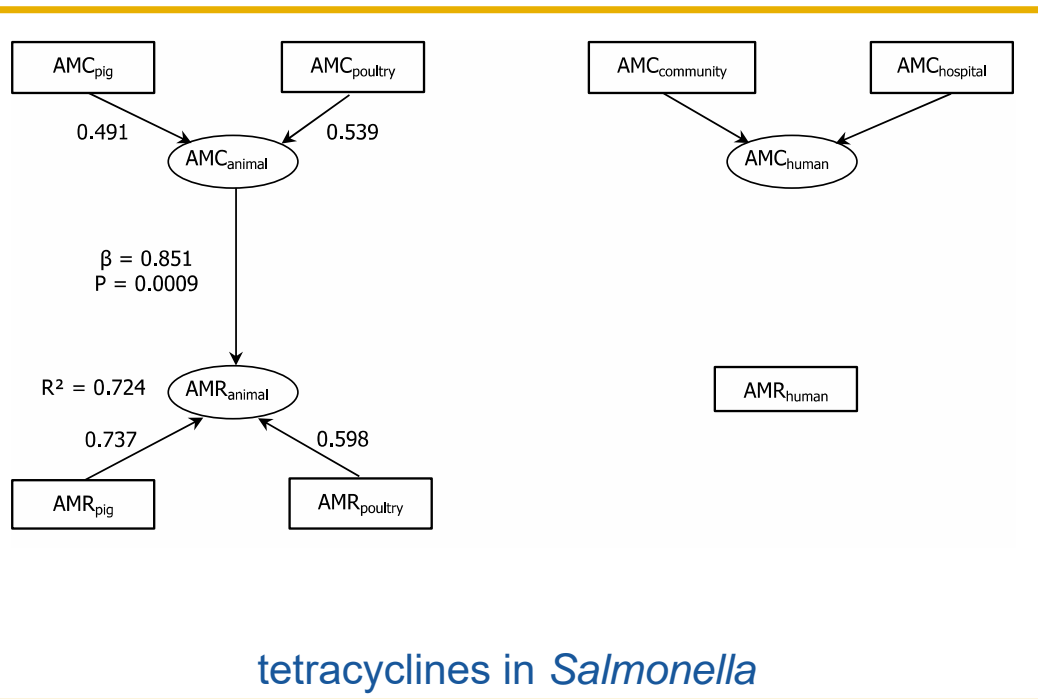 AMCpig
AMCpoultry
AMCcommunity
AMChospital
0.491
0.539
AMCanimal
AMChuman
β = 0.851
P = 0.0009
R² = 0.724
AMRanimal
AMRhuman
0.737
0.598
AMRpig
AMRpoultry
tetracyclines in Salmonella